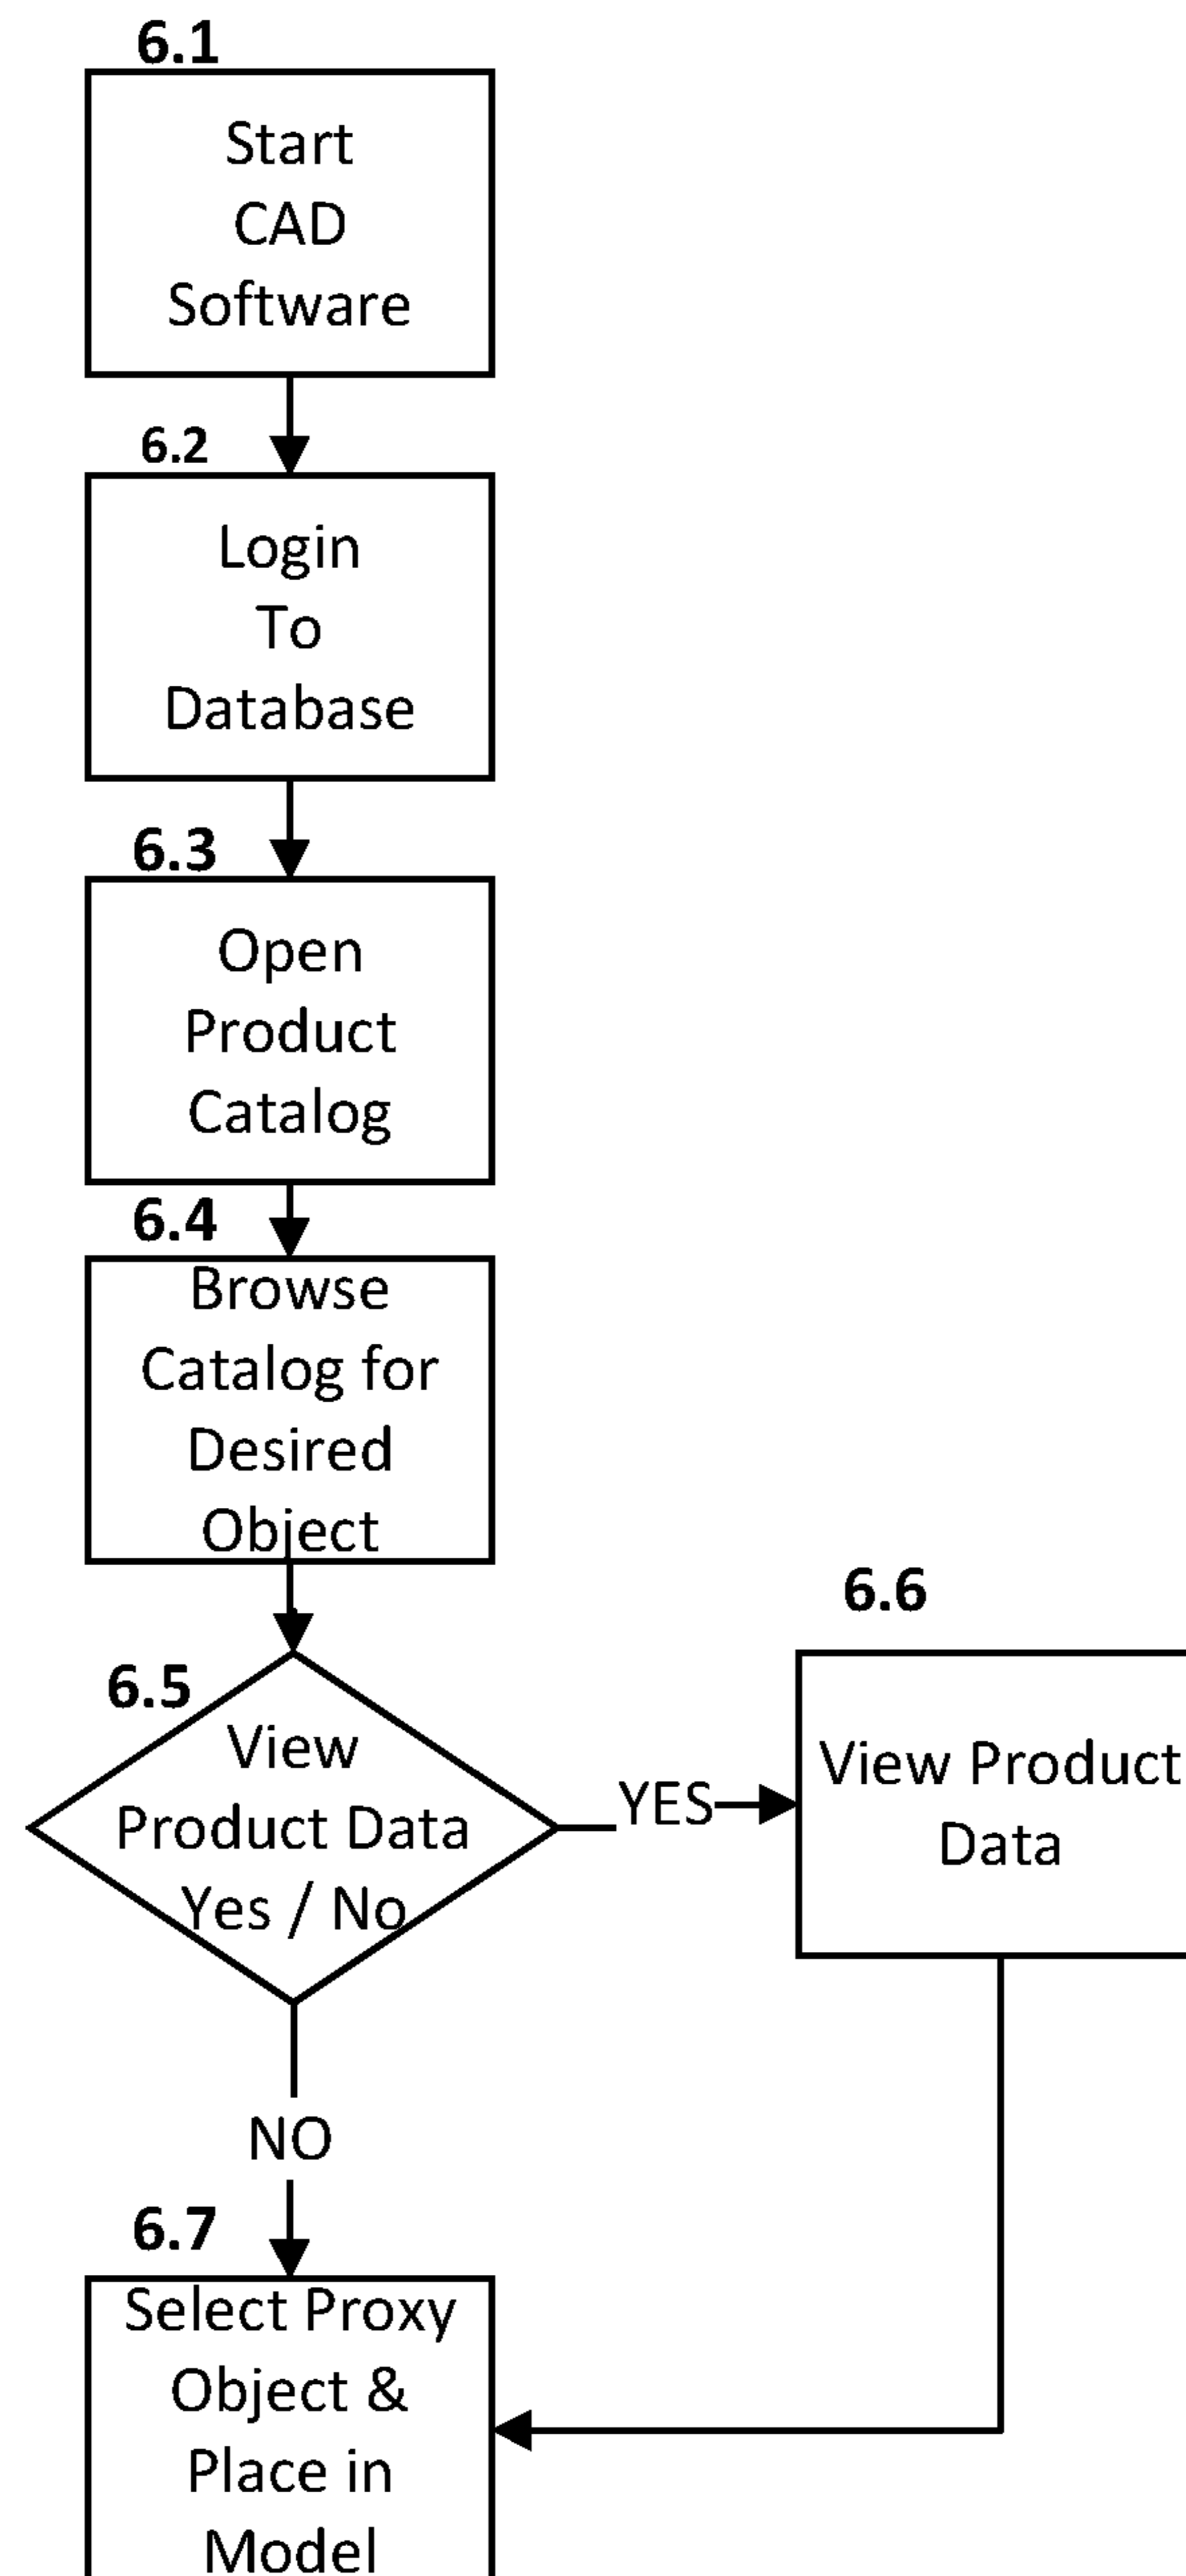 6.1
Start
CAD
Software
6.2
Login
To
Database
6.3
Open
Product
Catalog
6.4
Browse
Catalog for
Desired
Object
6.5
View
Product Data
Yes / No
YES
6.6
View Product
Data
NO
6.7
Select Proxy
Object &
Place in
Model